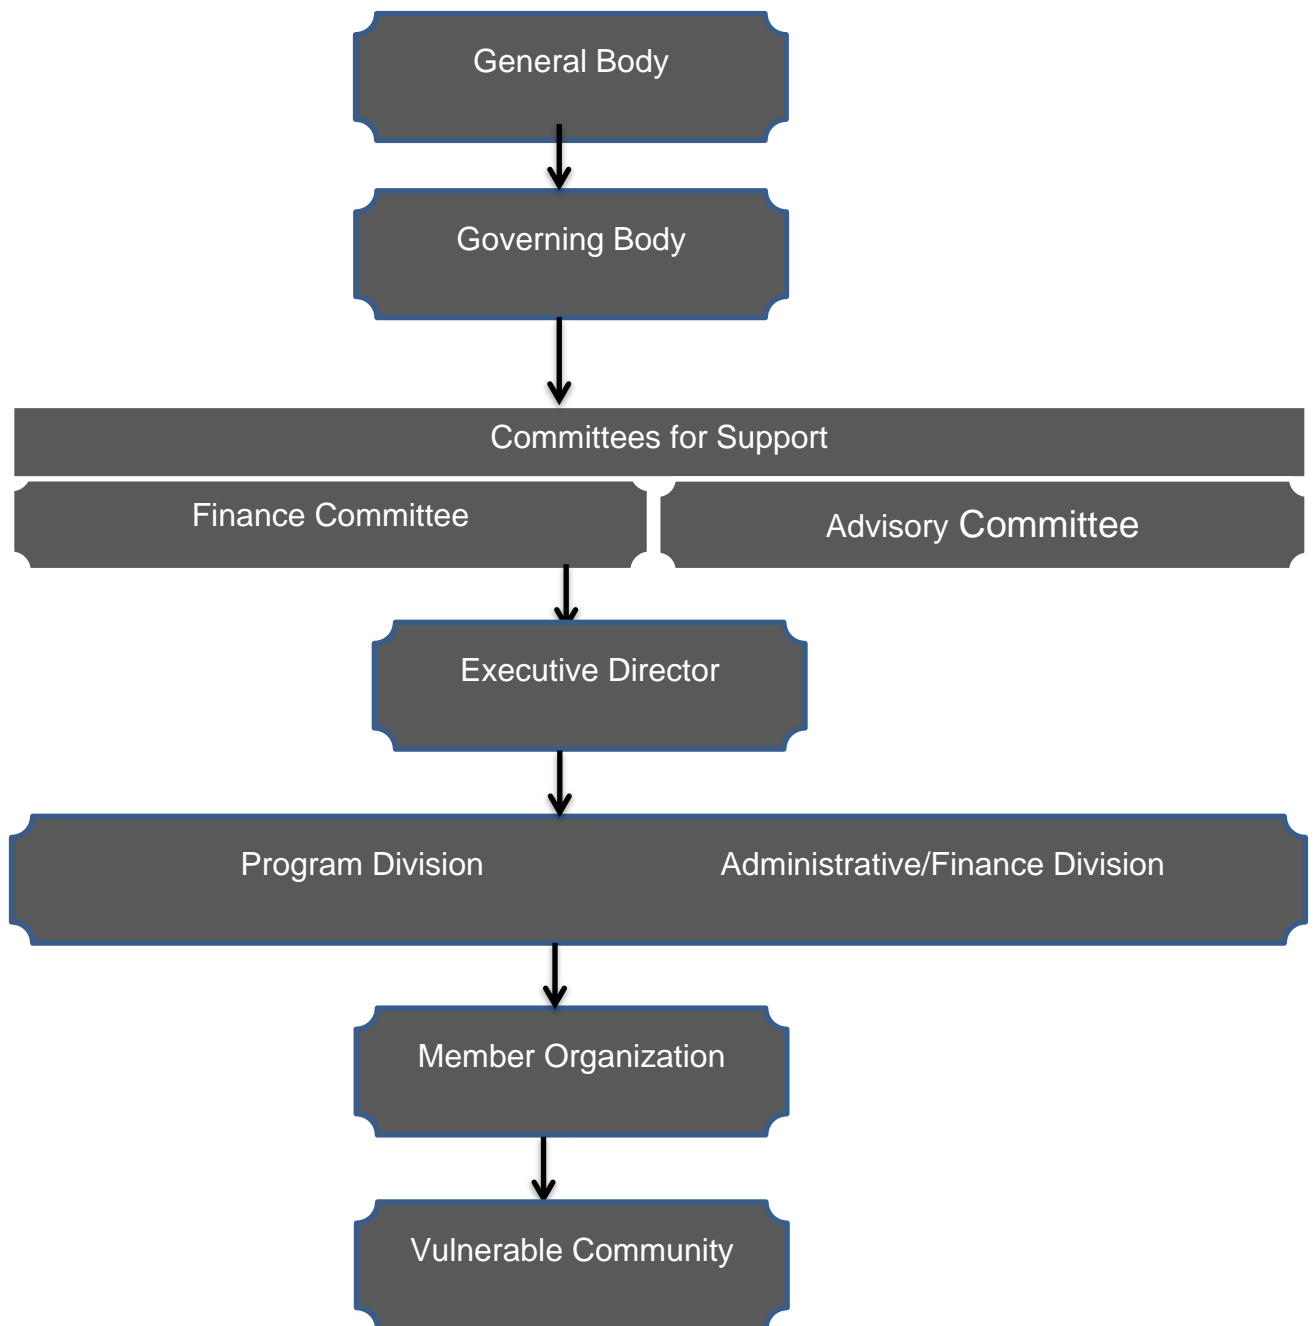 General Body
Governing Body
Committees for Support
Finance Committee
Advisory Committee
Executive Director
Program Division
Administrative/Finance Division
Member Organization
Vulnerable Community